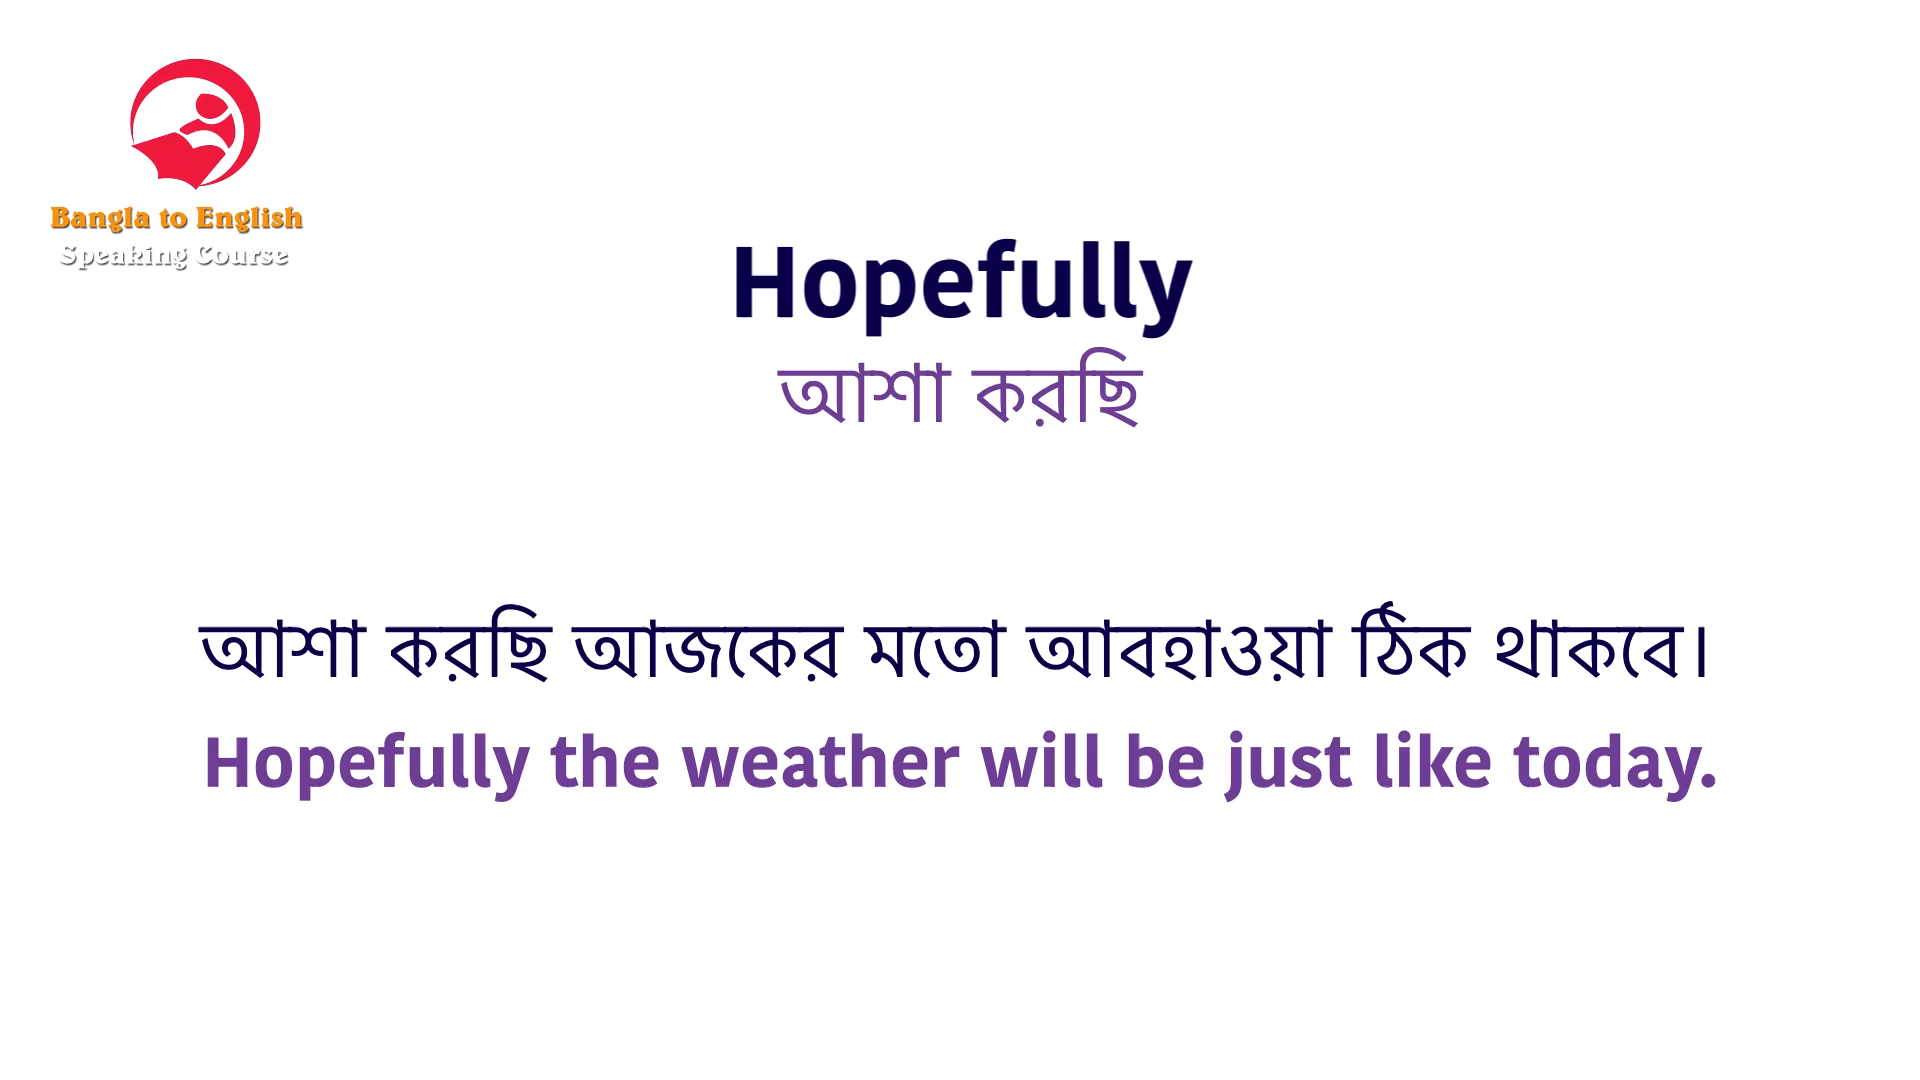 Bangla to English
Speaking Course
Hopefully
আশা করছি
আশা করছি আজকের মতো আবহাওয়া ঠিক থাকবে।
Hopefully the weather will be just like today.